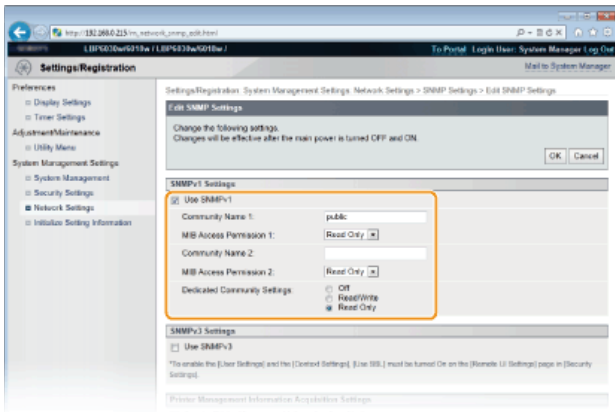 http://192.168.0.215/m_network_snmp_edit.html
LBP6030w/6018w / LBP6030w/6018w /
To Portal Login User: System Manager Log Out
Settings/Registration
Mail to System Manager
Preferences
Display Settings
Timer Settings
Adjustment/Maintenance
Utility Menu
System Management Settings
System Management
Security Settings
Network Settings
Initialize Setting Information
Settings/Registration: System Management Settings: Network Settings > SNMP Settings > Edit SNMP Settings
Edit SNMP Settings
Change the following settings.
Changes will be effective after the main power is turned OFF and ON.
OK Cancel
SNMPv1 Settings
Use SNMPv1
Community Name 1: public
MIB Access Permission 1: Read Only
Community Name 2:
MIB Access Permission 2: Read Only
Dedicated Community Settings: Off
Read/Write
Read Only
SNMPv3 Settings
Use SNMPv3
*To enable the [User Settings] and the [Context Settings], [Use SSL] must be turned On on the [Remote UI Settings] page in [Security Settings].
Printer Management Information Acquisition Settings